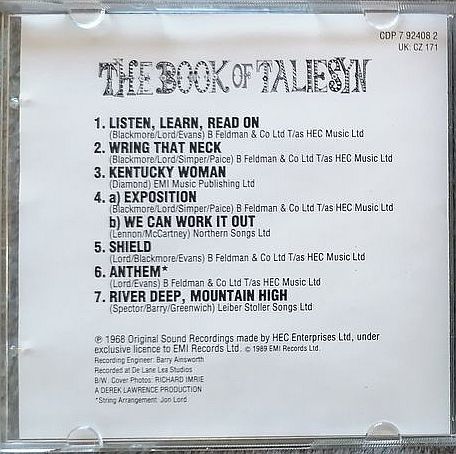 CDP 7 92408 2
UK: CZ 171
THE BOOK OF TALIESYN
1. LISTEN, LEARN, READ ON
(Blackmore/Lord/Evans) B Feldman & Co Ltd T/as HEC Music Ltd
2. WRING THAT NECK
(Blackmore/Lord/Simper/Paice) B Feldman & Co Ltd T/as HEC Music Ltd
3. KENTUCKY WOMAN
(Diamond) EMI Music Publishing Ltd
4. a) EXPOSITION
(Blackmore/Lord/Simper/Paice) B Feldman & Co Ltd T/as HEC Music Ltd
b) WE CAN WORK IT OUT
(Lennon/McCartney) Northern Songs Ltd
5. SHIELD
(Lord/Blackmore/Evans) B Feldman & Co Ltd T/as HEC Music Ltd
6. ANTHEM*
(Lord/Evans) B Feldman & Co Ltd T/as HEC Music Ltd
7. RIVER DEEP, MOUNTAIN HIGH
(Spector/Barry/Greenwich) Leiber Stoller Songs Ltd
℗ 1968 Original Sound Recordings made by HEC Enterprises Ltd, under
exclusive licence to EMI Records Ltd. © 1989 EMI Records Ltd.
Recording Engineer: Barry Ainsworth
Recorded at De Lane Lea Studios
B/W. Cover Photos: RICHARD IMRIE
A DEREK LAWRENCE PRODUCTION
*String Arrangement: Jon Lord